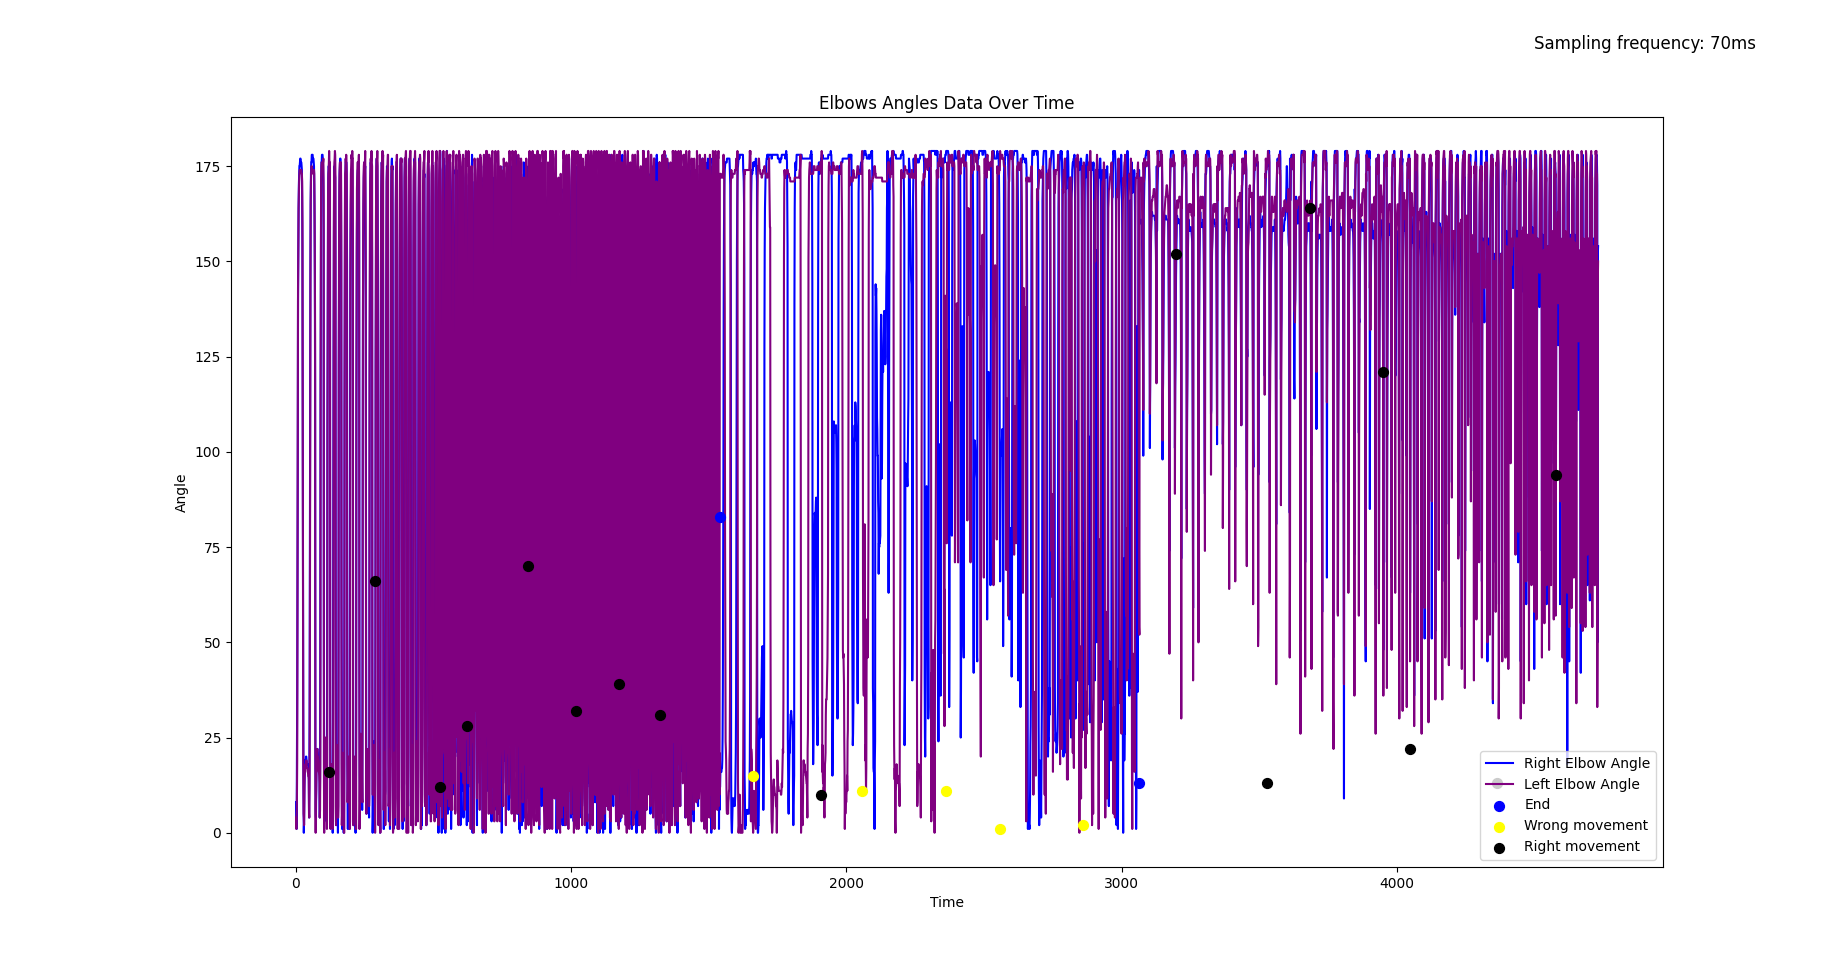 Sampling frequency: 70ms
Elbows Angles Data Over Time
175
150
125
100
75
50
25
0
Angle
0
1000
2000
3000
4000
Time
Right Elbow Angle
Left Elbow Angle
End
Wrong movement
Right movement